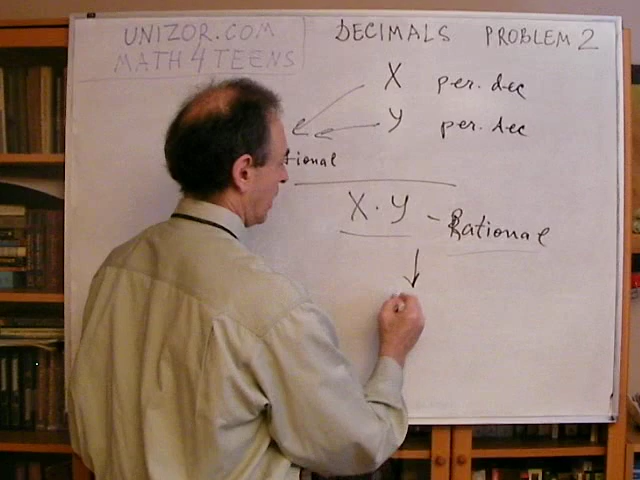 UNIZOR.COM
MATH 4 TEENS
DECIMALS PROBLEM 2
X per. dec
y per. dec
tional
X · y - Rational